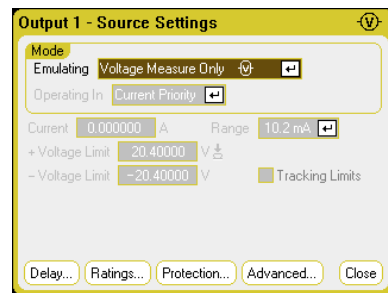 Output 1 - Source Settings
Mode
Emulating Voltage Measure Only V
Operating In Current Priority
Current 0.000000 A Range 10.2 mA
+ Voltage Limit 20.40000 V
− Voltage Limit −20.40000 V Tracking Limits
Delay... Ratings... Protection... Advanced... Close